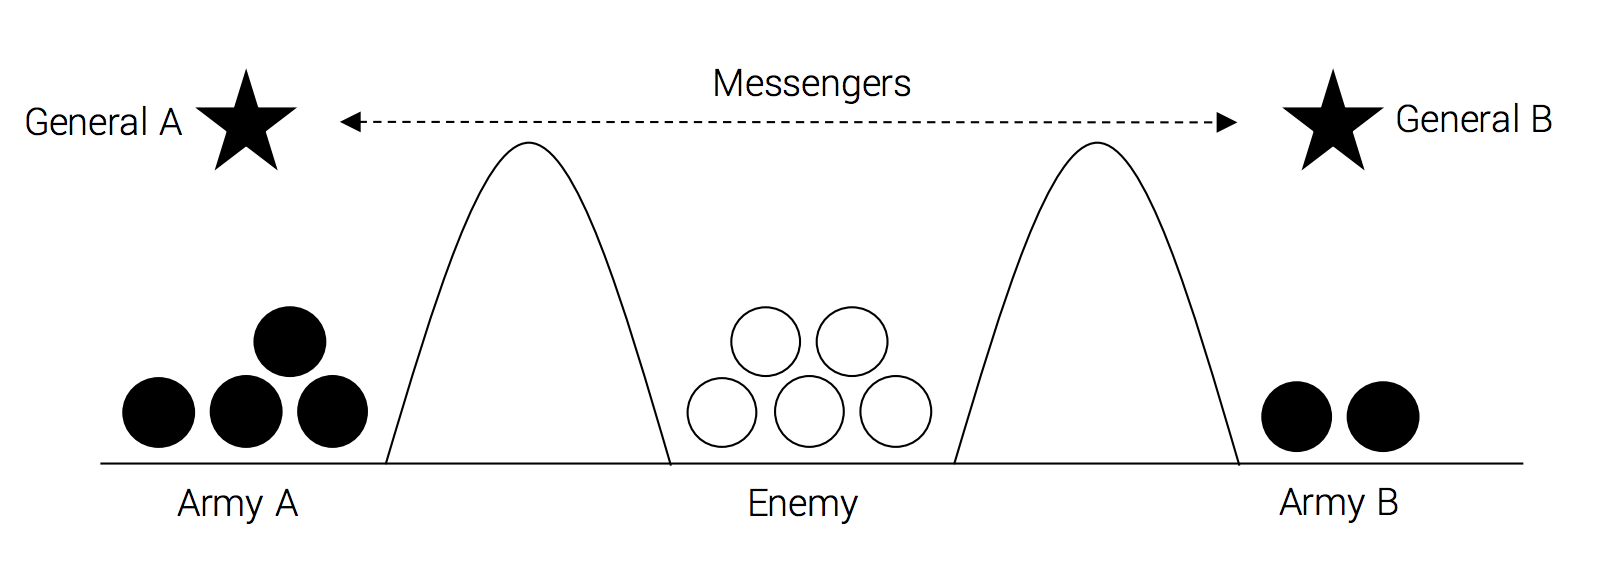 Messengers
General A
General B
Army A
Enemy
Army B